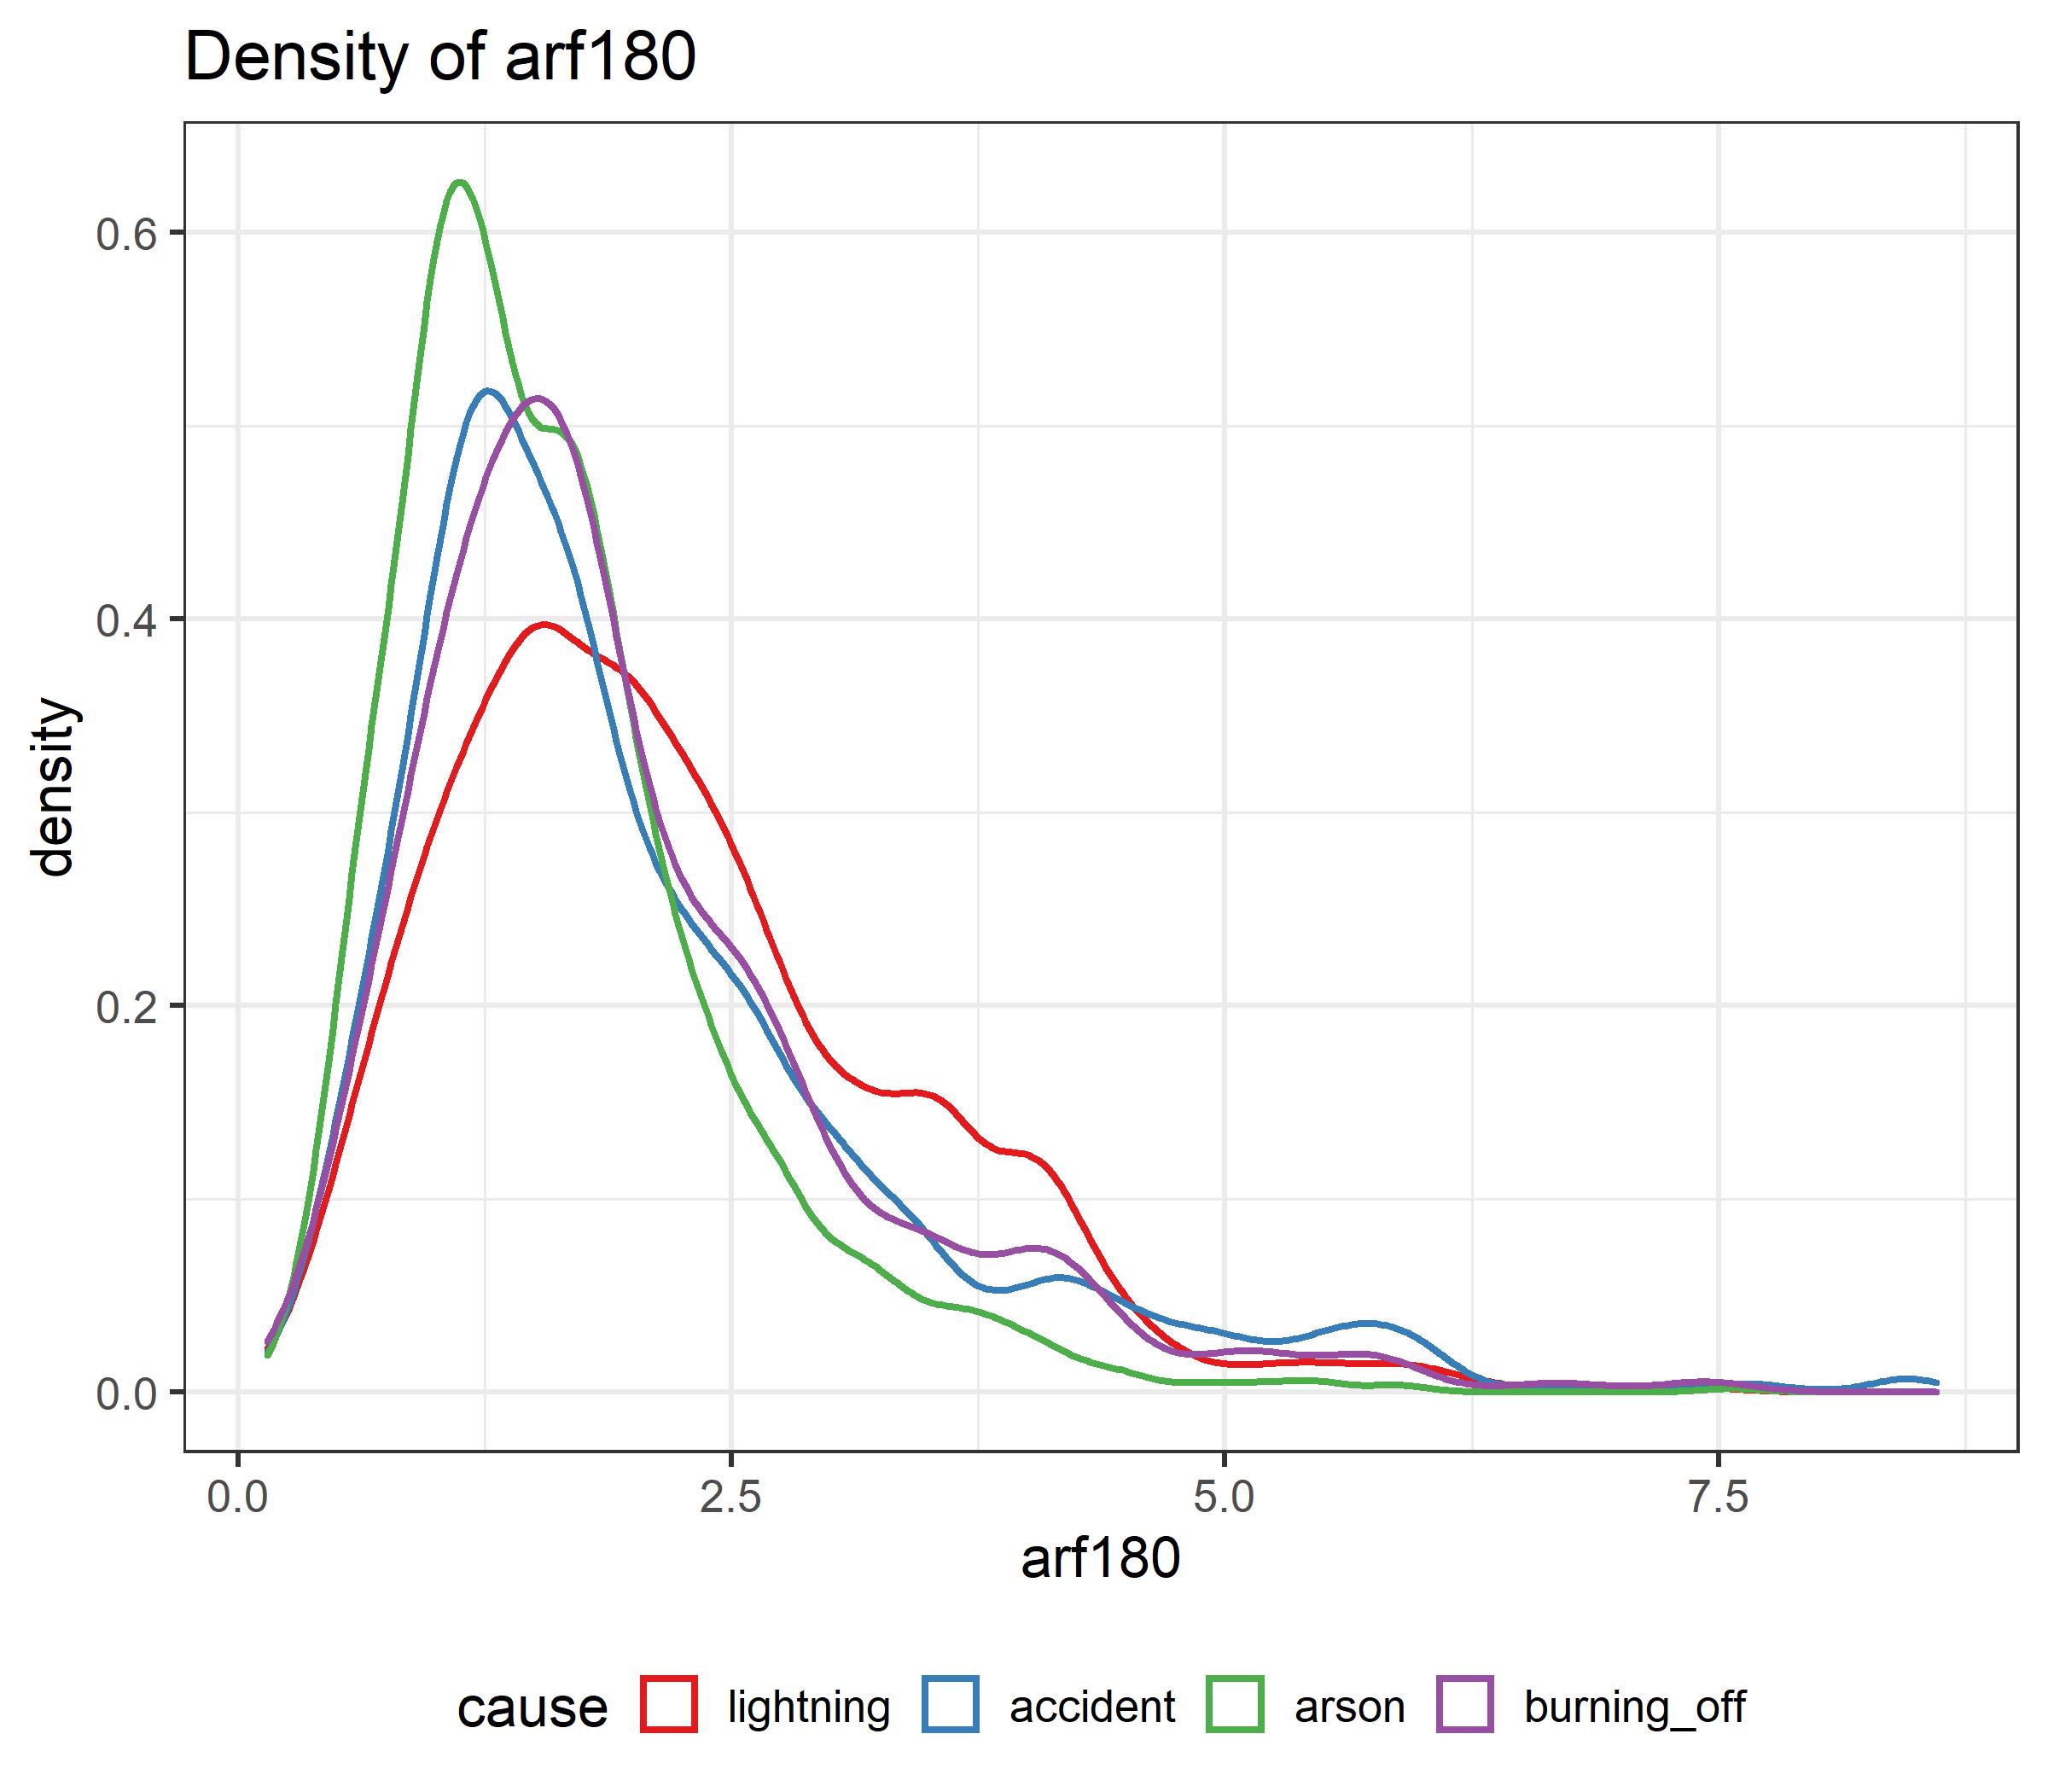 Density of arf180
density
0.6
0.4
0.2
0.0
0.0 2.5 5.0 7.5
arf180
cause lightning accident arson burning_off